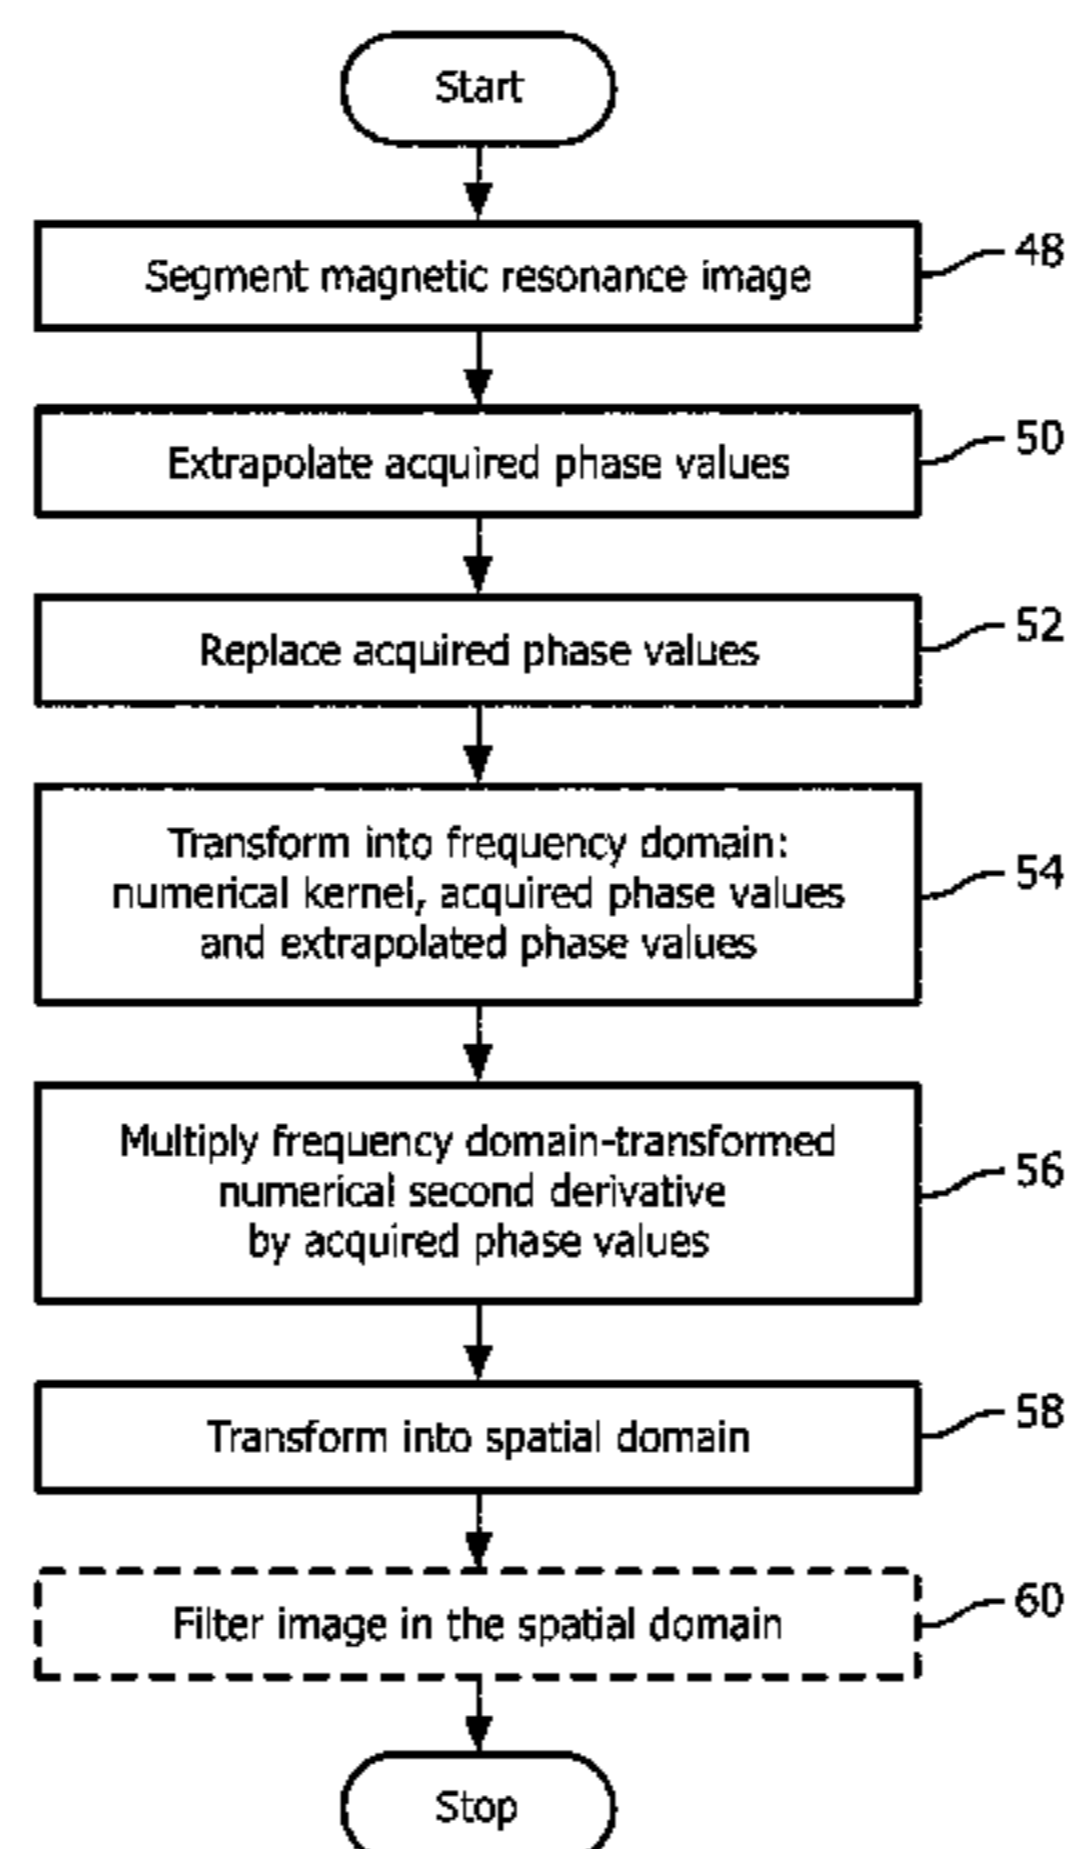 Start
Segment magnetic resonance image
48
Extrapolate acquired phase values
50
Replace acquired phase values
52
Transform into frequency domain:
numerical kernel, acquired phase values
and extrapolated phase values
54
Multiply frequency domain-transformed
numerical second derivative
by acquired phase values
56
Transform into spatial domain
58
Filter image in the spatial domain
60
Stop